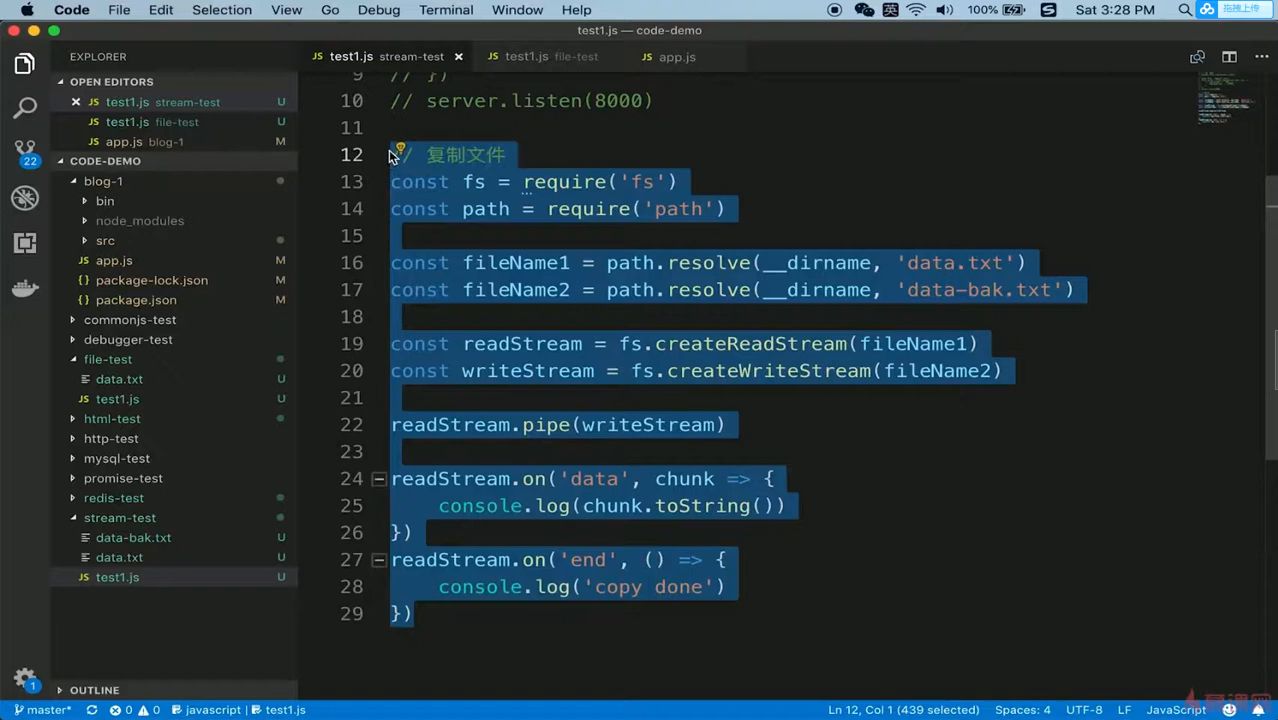 Code File Edit Selection View Go Debug Terminal Window Help
英 100% Sat 3:28 PM 拖拽上传
test1.js — code-demo
EXPLORER
OPEN EDITORS
test1.js stream-test U
test1.js file-test U
app.js blog-1 M
22
CODE-DEMO
blog-1
bin
node_modules
src
app.js
package-lock.json M
package.json M
commonjs-test
debugger-test
file-test
data.txt U
test1.js U
html-test
http-test
mysql-test
promise-test
redis-test
stream-test
data-bak.txt U
data.txt U
test1.js U
OUTLINE
1
test1.js stream-test
test1.js file-test
app.js
9 // })
10 // server.listen(8000)
11
12 // 复制文件
13 const fs = require('fs')
14 const path = require('path')
15
16 const fileName1 = path.resolve(__dirname, 'data.txt')
17 const fileName2 = path.resolve(__dirname, 'data-bak.txt')
18
19 const readStream = fs.createReadStream(fileName1)
20 const writeStream = fs.createWriteStream(fileName2)
21
22 readStream.pipe(writeStream)
23
24 readStream.on('data', chunk => {
25 console.log(chunk.toString())
26 })
27 readStream.on('end', () => {
28 console.log('copy done')
29 })
master* 0 0 javascript test1.js Ln 12, Col 1 (439 selected) Spaces: 4 UTF-8 LF JavaScript